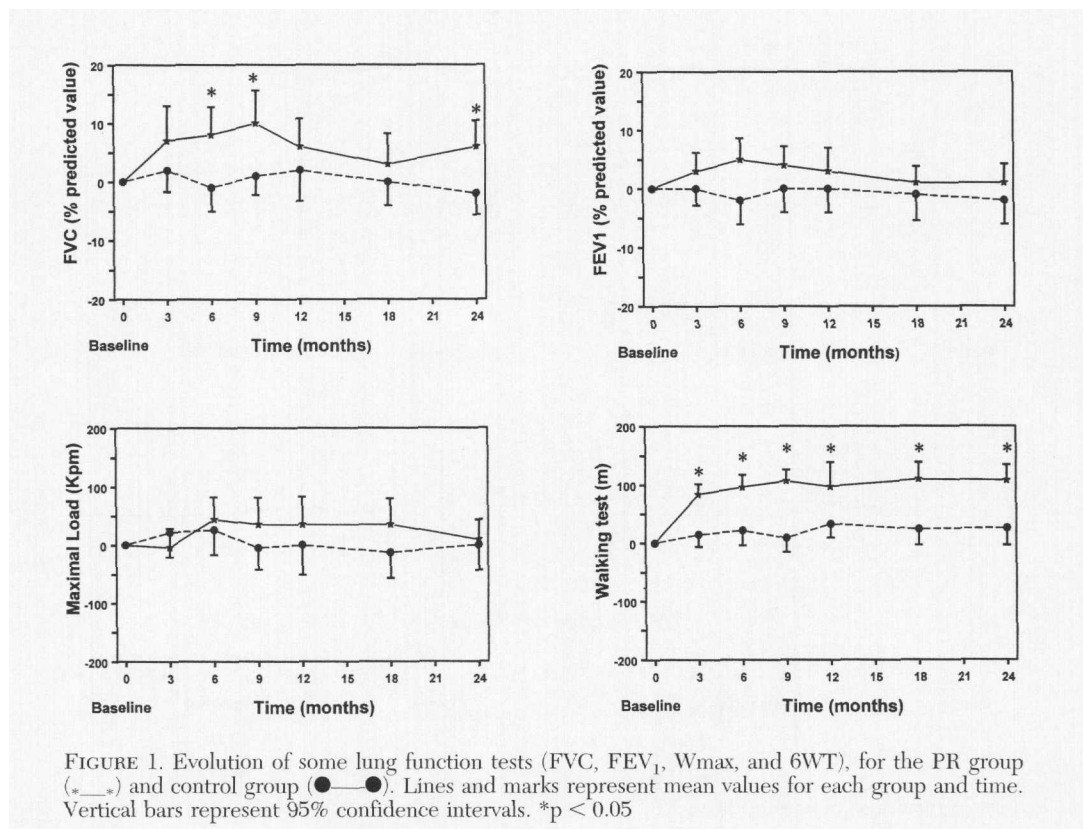 20
10
0
-10
-20
FVC (% predicted value)
* * *
0 3 6 9 12 15 18 21 24
Baseline Time (months)
20
10
0
-10
-20
FEV1 (% predicted value)
0 3 6 9 12 15 18 21 24
Baseline Time (months)
200
100
0
-100
-200
Maximal Load (Kpm)
0 3 6 9 12 15 18 21 24
Baseline Time (months)
200
100
0
-100
-200
Walking test (m)
* * * * * *
0 3 6 9 12 15 18 21 24
Baseline Time (months)
FIGURE 1. Evolution of some lung function tests (FVC, FEV₁, Wmax, and 6WT), for the PR group
(*__*) and control group (●—●). Lines and marks represent mean values for each group and time.
Vertical bars represent 95% confidence intervals. *p < 0.05